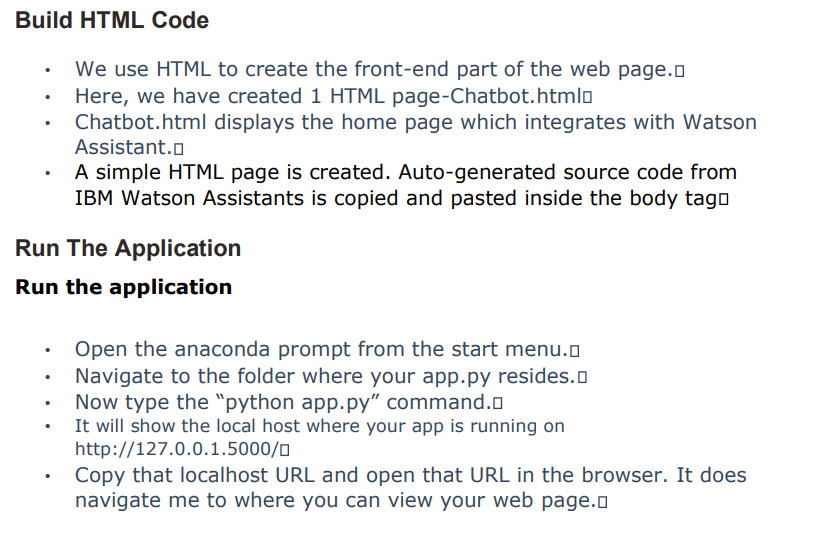 Build HTML Code
• We use HTML to create the front-end part of the web page.
• Here, we have created 1 HTML page-Chatbot.html
• Chatbot.html displays the home page which integrates with Watson
Assistant.
• A simple HTML page is created. Auto-generated source code from
IBM Watson Assistants is copied and pasted inside the body tag
Run The Application
Run the application
• Open the anaconda prompt from the start menu.
• Navigate to the folder where your app.py resides.
• Now type the “python app.py” command.
• It will show the local host where your app is running on
http://127.0.0.1.5000/
• Copy that localhost URL and open that URL in the browser. It does
navigate me to where you can view your web page.